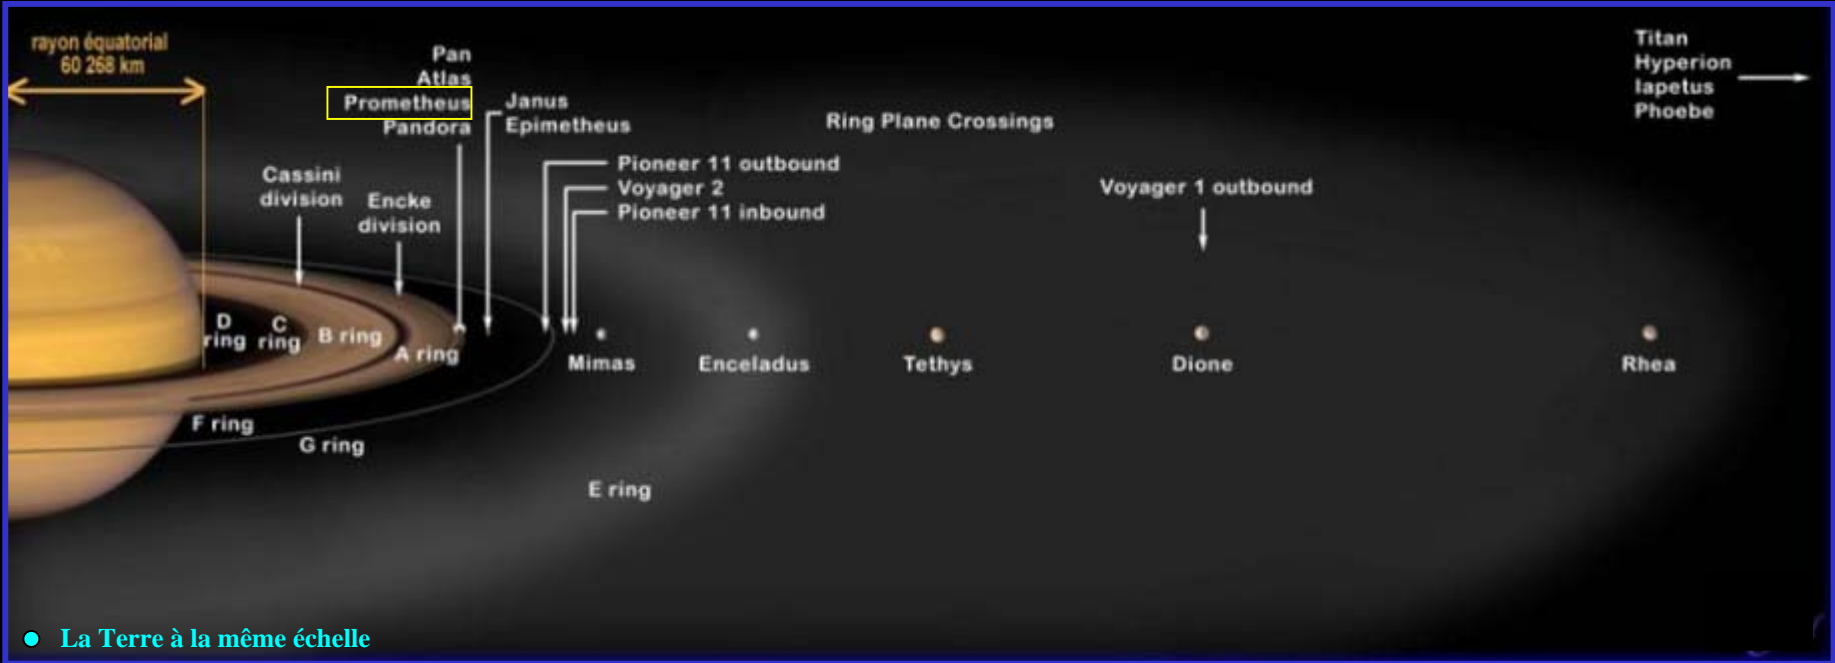 rayon équatorial
60 268 km
Pan
Atlas
Prometheus
Pandora
Janus
Epimetheus
Titan
Hyperion
Iapetus
Phoebe
Ring Plane Crossings
Pioneer 11 outbound
Voyager 2
Pioneer 11 inbound
Voyager 1 outbound
Cassini
division
Encke
division
D
ring
C
ring
B ring
A ring
Mimas
Enceladus
Tethys
Dione
Rhea
F ring
G ring
E ring
La Terre à la même échelle